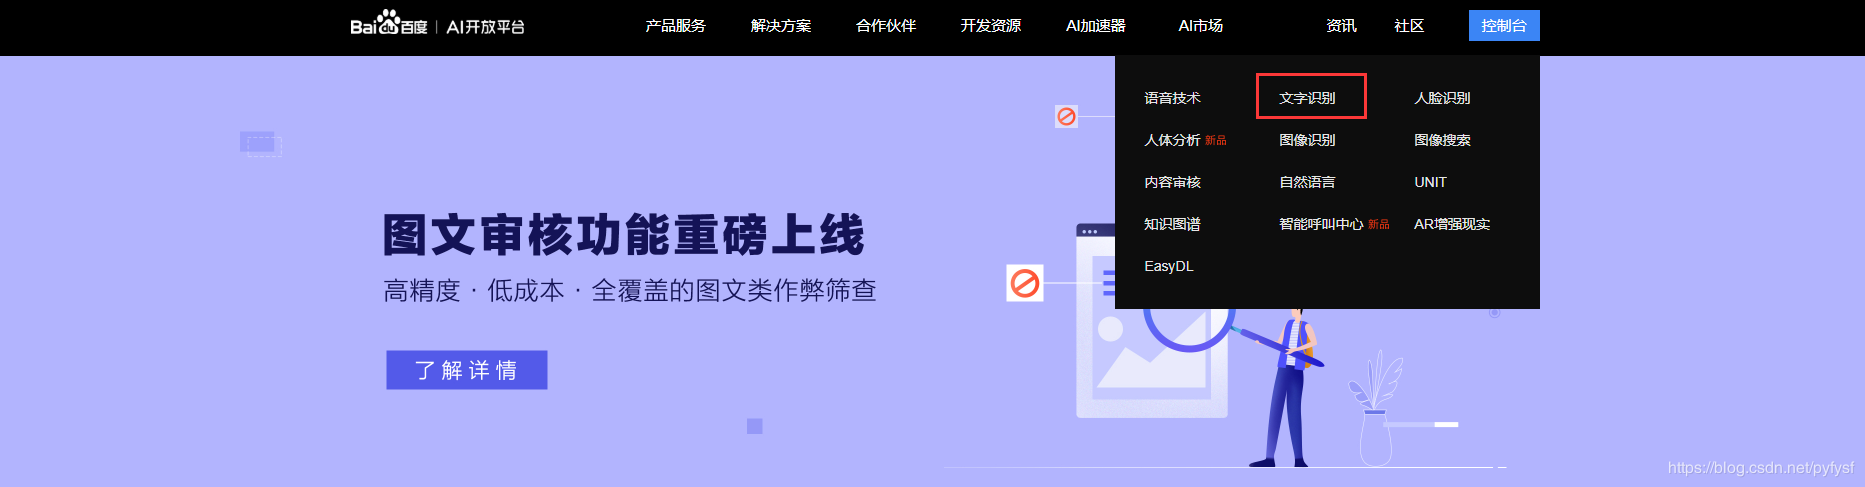 Bai du 百度 | AI开放平台 产品服务 解决方案 合作伙伴 开发资源 AI加速器 AI市场 资讯 社区 控制台
语音技术 文字识别 人脸识别
人体分析 新品 图像识别 图像搜索
内容审核 自然语言 UNIT
知识图谱 智能呼叫中心 新品 AR增强现实
EasyDL
图文审核功能重磅上线
高精度 · 低成本 · 全覆盖的图文类作弊筛查
了解详情
https://blog.csdn.net/pyfysf